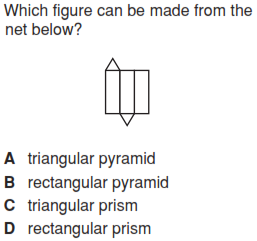 Which figure can be made from the
net below?
A triangular pyramid
B rectangular pyramid
C triangular prism
D rectangular prism